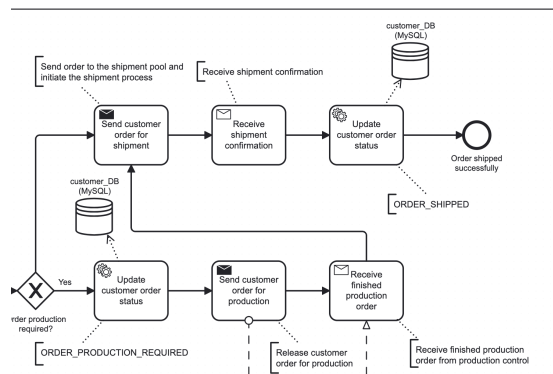 customer_DB
(MySQL)
Send order to the shipment pool and
initiate the shipment process
Receive shipment confirmation
Send customer
order for
shipment
Receive
shipment
confirmation
Update
customer order
status
Order shipped
successfully
customer_DB
(MySQL)
ORDER_SHIPPED
X
Yes
production
required?
Update
customer order
status
Send customer
order for
production
Receive
finished
production
order
ORDER_PRODUCTION_REQUIRED
Release customer
order for production
Receive finished production
order from production control